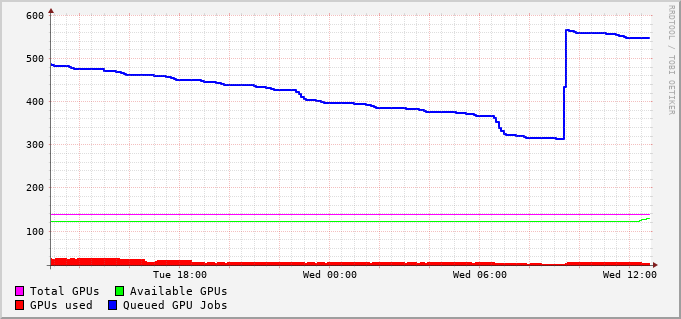 600
500
400
300
200
100
Tue 18:00 Wed 00:00 Wed 06:00 Wed 12:00
Total GPUs Available GPUs
GPUs used Queued GPU Jobs
RRDTOOL / TOBI OETIKER